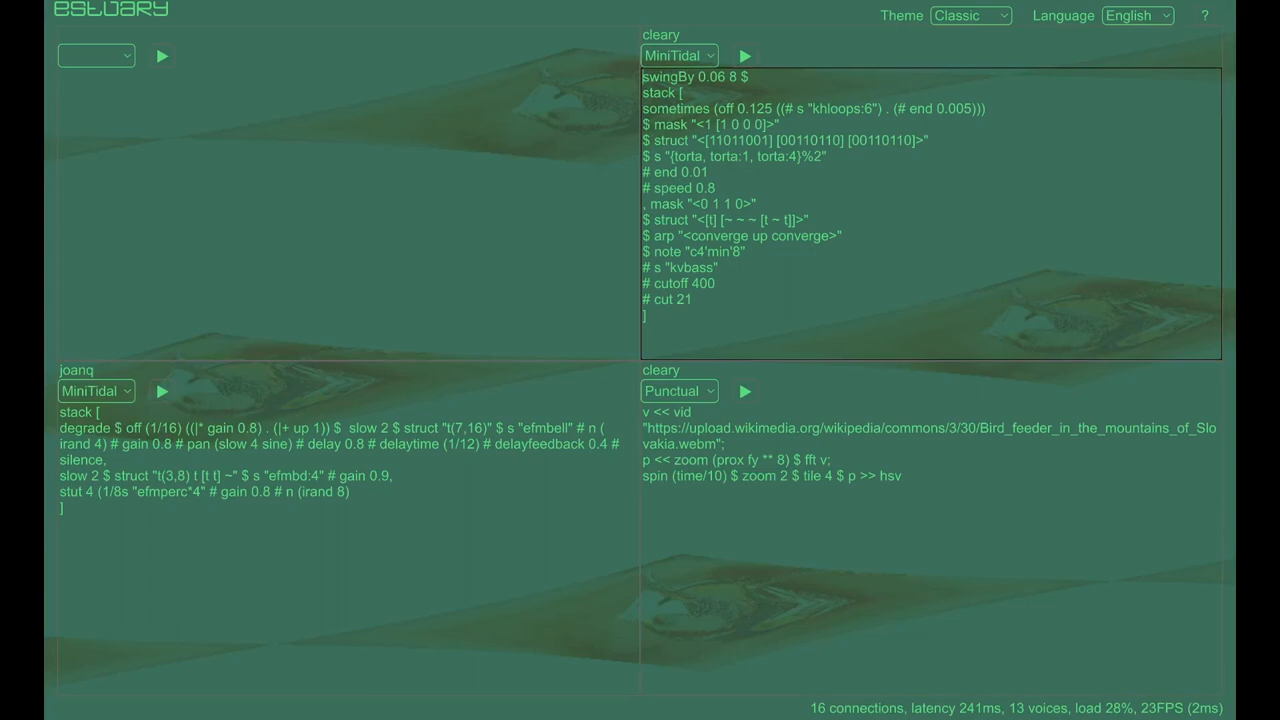 estuary
Theme Classic Language English ?
cleary
MiniTidal
swingBy 0.06 8 $
stack [
sometimes (off 0.125 ((# s "khloops:6") . (# end 0.005)))
$ mask "<1 [1 0 0 0]>"
$ struct "<[11011001] [00110110] [00110110]>"
$ s "{torta, torta:1, torta:4}%2"
# end 0.01
# speed 0.8
, mask "<0 1 1 0>"
$ struct "<[t] [~ ~ ~ [t ~ t]]>"
$ arp "<converge up converge>"
$ note "c4'min'8"
# s "kvbass"
# cutoff 400
# cut 21
]
joanq
MiniTidal
stack [
degrade $ off (1/16) ((|* gain 0.8) . (|+ up 1)) $  slow 2 $ struct "t(7,16)" $ s "efmbell" # n (
irand 4) # gain 0.8 # pan (slow 4 sine) # delay 0.8 # delaytime (1/12) # delayfeedback 0.4 #
silence,
slow 2 $ struct "t(3,8) t [t t] ~" $ s "efmbd:4" # gain 0.9,
stut 4 (1/8s "efmperc*4" # gain 0.8 # n (irand 8)
]
cleary
Punctual
v << vid
"https://upload.wikimedia.org/wikipedia/commons/3/30/Bird_feeder_in_the_mountains_of_Slo
vakia.webm";
p << zoom (prox fy ** 8) $ fft v;
spin (time/10) $ zoom 2 $ tile 4 $ p >> hsv
16 connections, latency 241ms, 13 voices, load 28%, 23FPS (2ms)